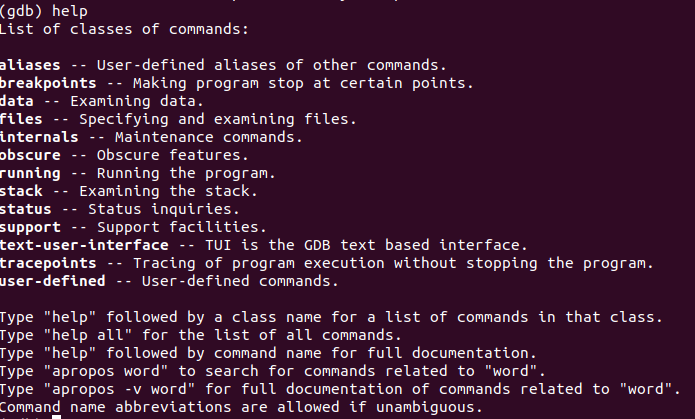 (gdb) help
List of classes of commands:
aliases -- User-defined aliases of other commands.
breakpoints -- Making program stop at certain points.
data -- Examining data.
files -- Specifying and examining files.
internals -- Maintenance commands.
obscure -- Obscure features.
running -- Running the program.
stack -- Examining the stack.
status -- Status inquiries.
support -- Support facilities.
text-user-interface -- TUI is the GDB text based interface.
tracepoints -- Tracing of program execution without stopping the program.
user-defined -- User-defined commands.
Type "help" followed by a class name for a list of commands in that class.
Type "help all" for the list of all commands.
Type "help" followed by command name for full documentation.
Type "apropos word" to search for commands related to "word".
Type "apropos -v word" for full documentation of commands related to "word".
Command name abbreviations are allowed if unambiguous.